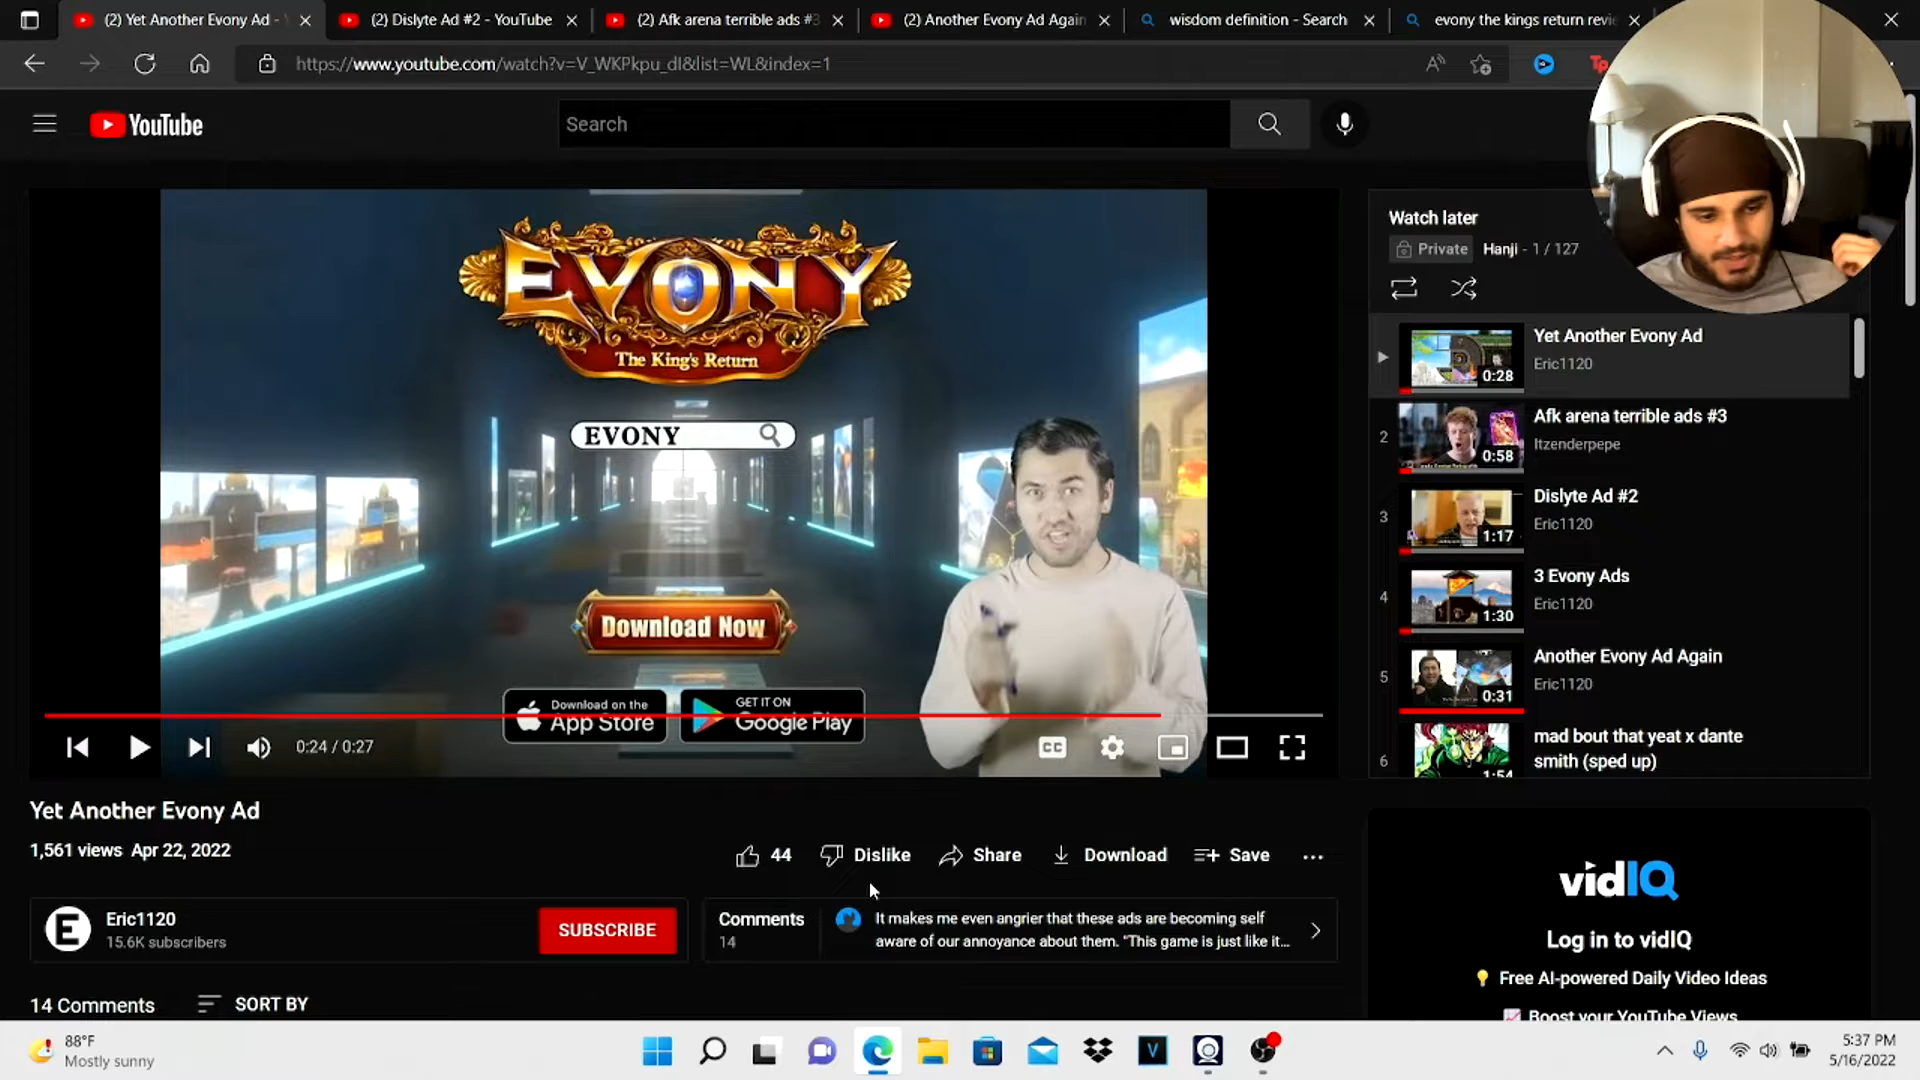 (2) Yet Another Evony Ad -
(2) Dislyte Ad #2 - YouTube
(2) Afk arena terrible ads #3
(2) Another Evony Ad Again
wisdom definition - Search
evony the kings return revi
https://www.youtube.com/watch?v=V_WKPkpu_dI&list=WL&index=1
YouTube
Search
EVONY
The King's Return
EVONY
Download Now
Download on the
App Store
GET IT ON
Google Play
0:24 / 0:27
CC
Watch later
Private
Hanji - 1 / 127
Yet Another Evony Ad
Eric1120
0:28
2
Afk arena terrible ads #3
Itzenderpepe
0:58
3
Dislyte Ad #2
Eric1120
1:17
4
3 Evony Ads
Eric1120
1:30
5
Another Evony Ad Again
Eric1120
0:31
6
mad bout that yeat x dante
smith (sped up)
1:54
Yet Another Evony Ad
1,561 views Apr 22, 2022
44
Dislike
Share
Download
Save
E
Eric1120
15.6K subscribers
SUBSCRIBE
Comments
14
It makes me even angrier that these ads are becoming self
aware of our annoyance about them. "This game is just like it...
14 Comments
SORT BY
vidIQ
Log in to vidIQ
Free AI-powered Daily Video Ideas
Boost your YouTube Views
88°F
Mostly sunny
V
5:37 PM
5/16/2022